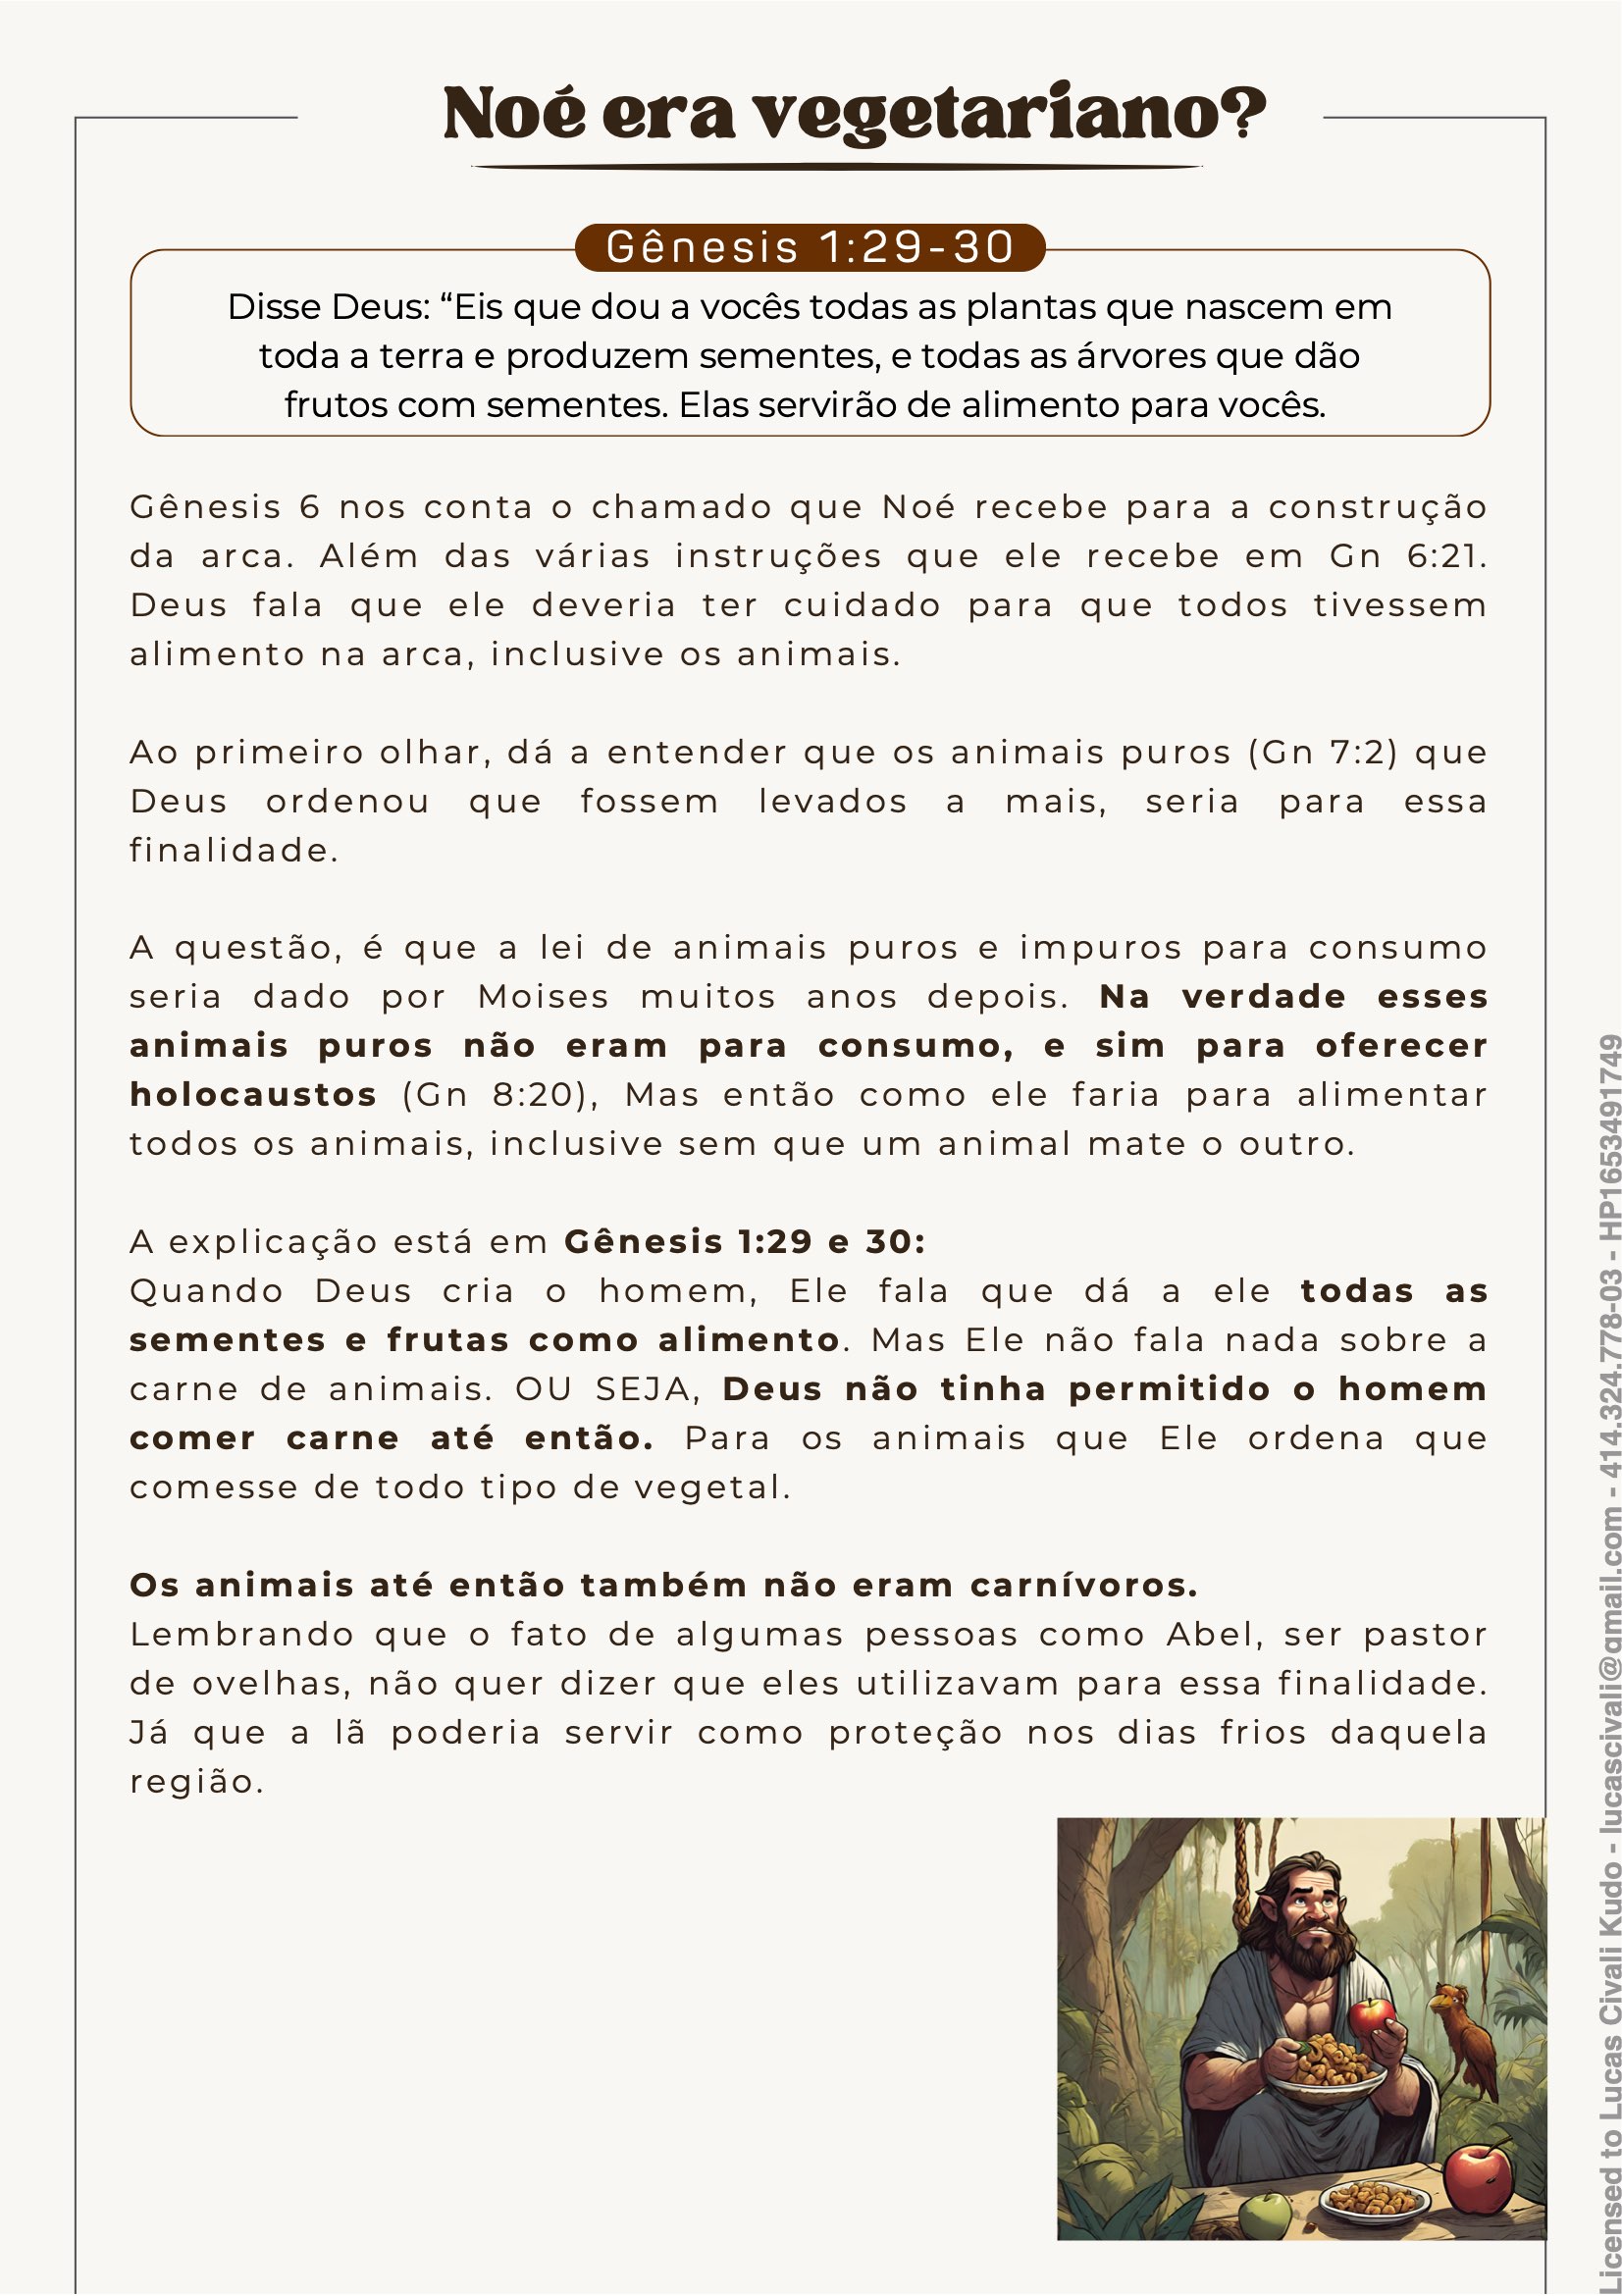 Noé era vegetariano?
Gênesis 1:29-30
Disse Deus: “Eis que dou a vocês todas as plantas que nascem em
toda a terra e produzem sementes, e todas as árvores que dão
frutos com sementes. Elas servirão de alimento para vocês.
Gênesis 6 nos conta o chamado que Noé recebe para a construção
da arca. Além das várias instruções que ele recebe em Gn 6:21.
Deus fala que ele deveria ter cuidado para que todos tivessem
alimento na arca, inclusive os animais.
Ao primeiro olhar, dá a entender que os animais puros (Gn 7:2) que
Deus ordenou que fossem levados a mais, seria para essa
finalidade.
A questão, é que a lei de animais puros e impuros para consumo
seria dado por Moises muitos anos depois. Na verdade esses
animais puros não eram para consumo, e sim para oferecer
holocaustos (Gn 8:20), Mas então como ele faria para alimentar
todos os animais, inclusive sem que um animal mate o outro.
A explicação está em Gênesis 1:29 e 30:
Quando Deus cria o homem, Ele fala que dá a ele todas as
sementes e frutas como alimento. Mas Ele não fala nada sobre a
carne de animais. OU SEJA, Deus não tinha permitido o homem
comer carne até então. Para os animais que Ele ordena que
comesse de todo tipo de vegetal.
Os animais até então também não eram carnívoros.
Lembrando que o fato de algumas pessoas como Abel, ser pastor
de ovelhas, não quer dizer que eles utilizavam para essa finalidade.
Já que a lã poderia servir como proteção nos dias frios daquela
região.
Licensed to Lucas Civali Kudo - lucascivali@gmail.com - 414.324.778-03 - HP1653491749